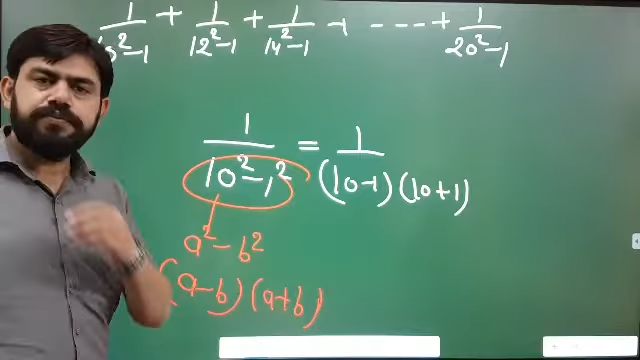 1/10²-1 + 1/12²-1 + 1/14²-1 + ---- + 1/20²-1
1/10²-1² = 1/(10-1)(10+1)
a²-b²
(a-b)(a+b)